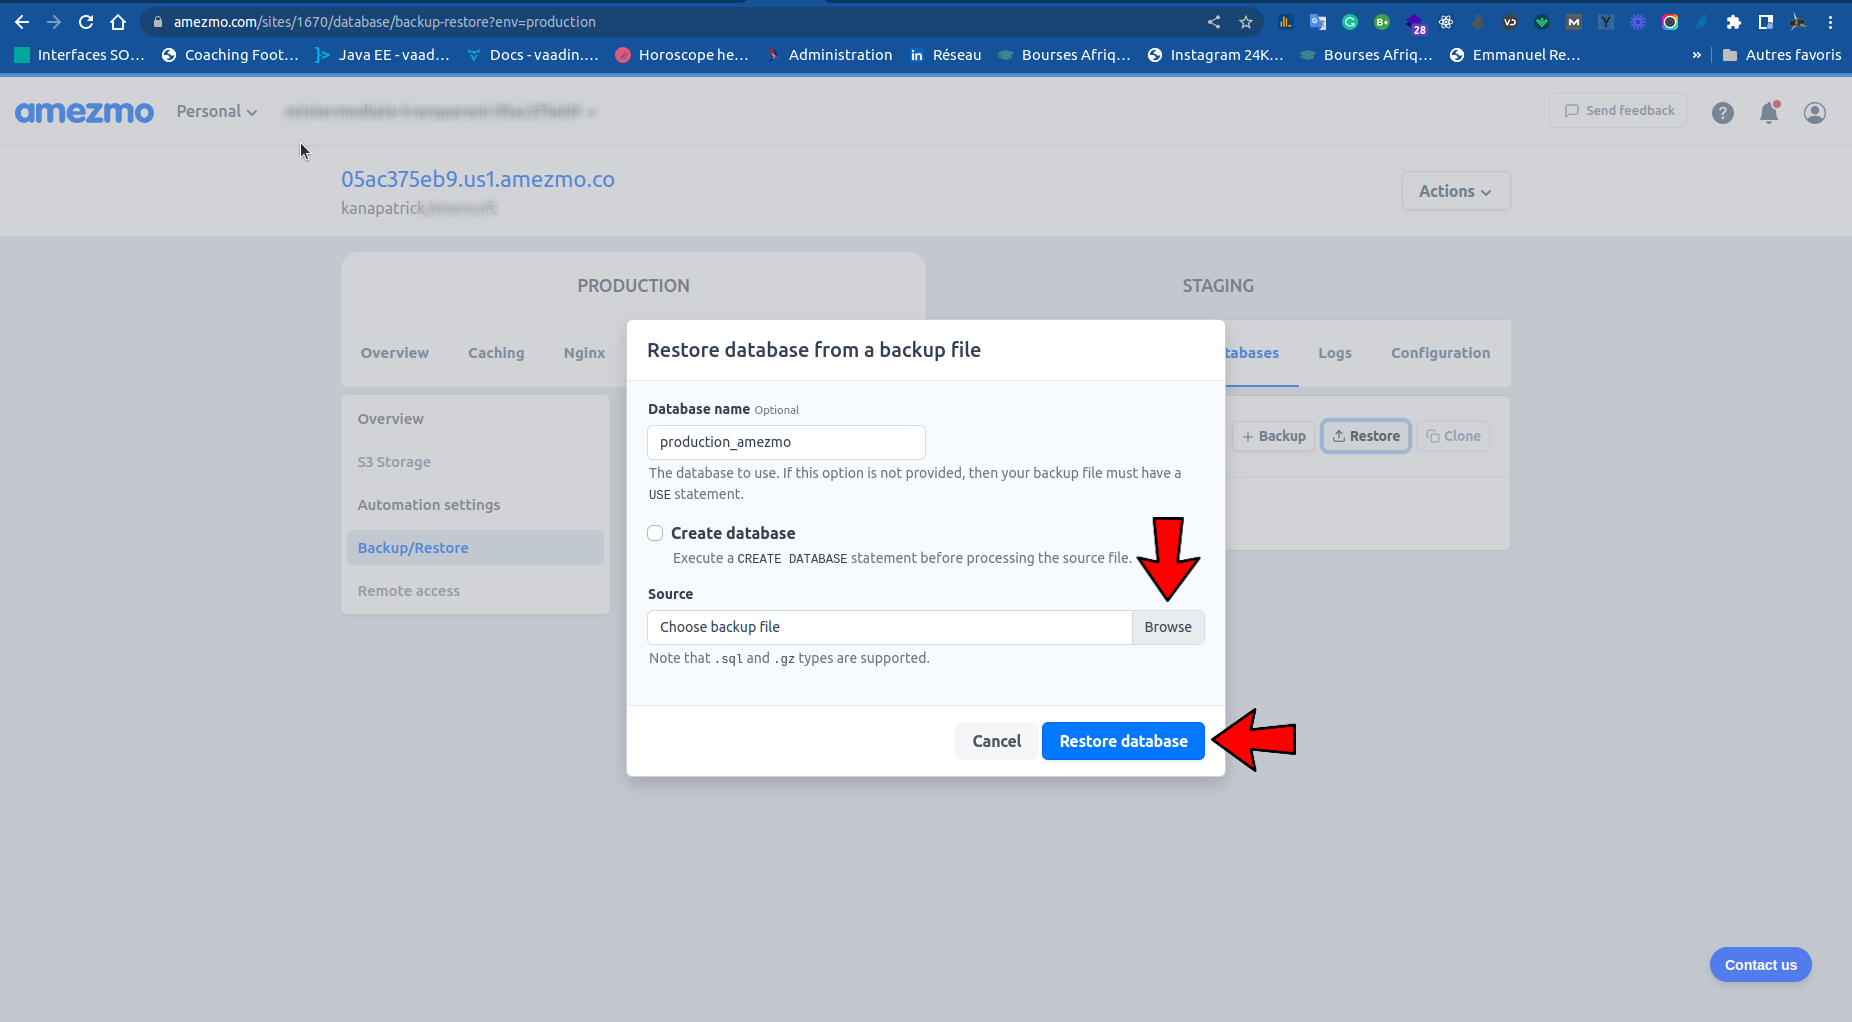 amezmo.com/sites/1670/database/backup-restore?env=production
28
Interfaces SO... Coaching Foot... Java EE - vaad... Docs - vaadin.... Horoscope he... Administration Réseau Bourses Afriq... Instagram 24K... Bourses Afriq... Emmanuel Re... » Autres favoris
amezmo Personal Send feedback
05ac375eb9.us1.amezmo.co
kanapatrick
Actions
PRODUCTION STAGING
Overview Caching Nginx tabases Logs Configuration
Overview
S3 Storage
Automation settings
Backup/Restore
Remote access
+ Backup Restore Clone
Restore database from a backup file
Database name Optional
production_amezmo
The database to use. If this option is not provided, then your backup file must have a
USE statement.
Create database
Execute a CREATE DATABASE statement before processing the source file.
Source
Choose backup file Browse
Note that .sql and .gz types are supported.
Cancel Restore database
Contact us